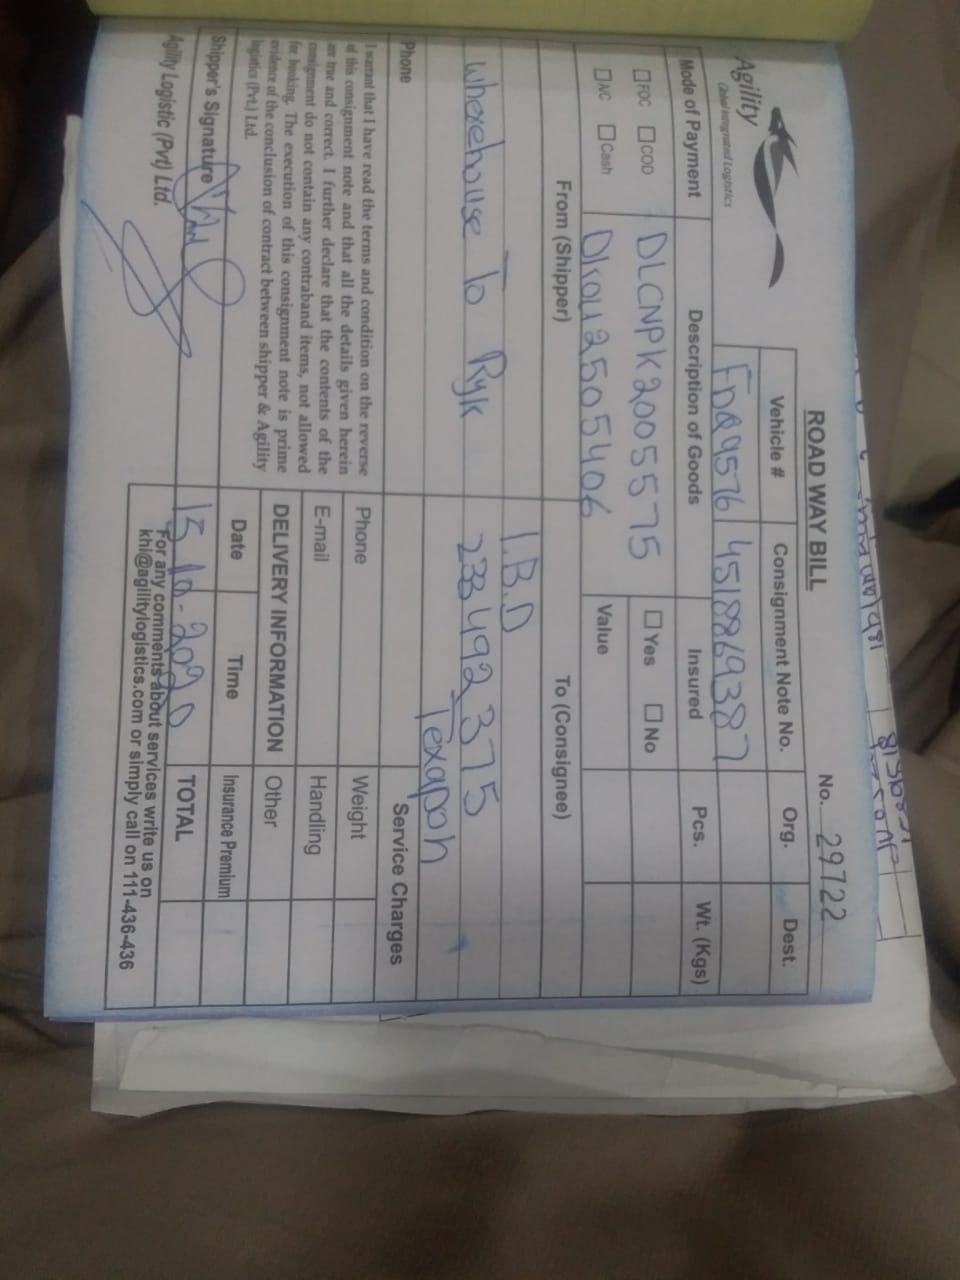 ROAD WAY BILL
No. 29722
Agility
Global Integrated Logistics
Vehicle # Consignment Note No. Org. Dest.
FDQ9576 4518869387
Mode of Payment Description of Goods Insured Pcs. Wt. (Kgs)
FOC COD DLCNPK2005575 Yes No
A/C Cash DKOU2505406 Value
From (Shipper) To (Consignee)
I.B.D
wherehouse To Ryk 233492375
Texapon
Phone
Service Charges
I warrant that I have read the terms and condition on the reverse
of this consignment note and that all the details given herein
are true and correct. I further declare that the contents of the
consignment do not contain any contraband items, not allowed
for booking. The execution of this consignment note is prime
evidence of the conclusion of contract between shipper & Agility
logistics (Pvt.) Ltd.
Phone Weight
E-mail Handling
DELIVERY INFORMATION Other
Date Time Insurance Premium
15 10-2020 TOTAL
Shipper's Signature
Agility Logistic (Pvt) Ltd.
For any comments about services write us on
khi@agilitylogistics.com or simply call on 111-436-436